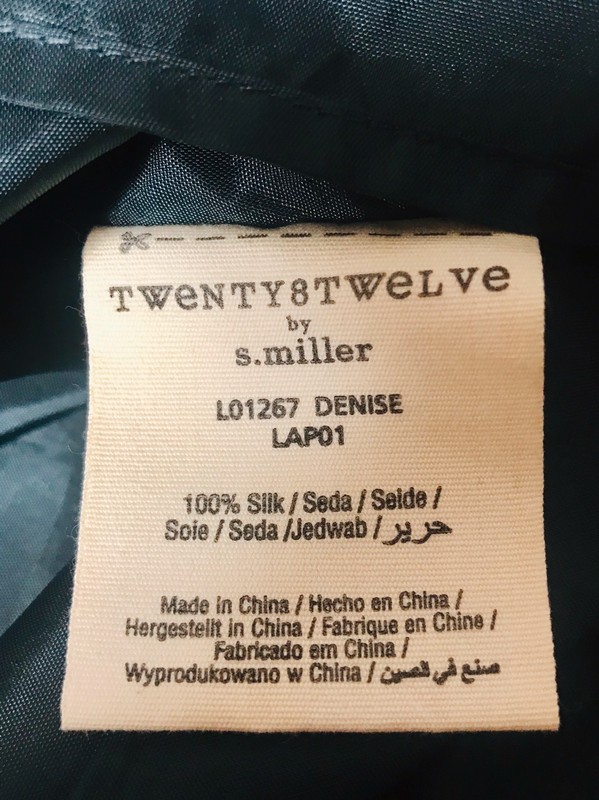 TWeNTY8TWeLVe
by
s.miller
L01267 DENISE
LAP01
100% Silk / Seda / Seide /
Soie / Seda /Jedwab / حرير
Made in China / Hecho en China /
Hergestellt in China / Fabrique en Chine /
Fabricado em China /
Wyprodukowano w China / صنع في الصين